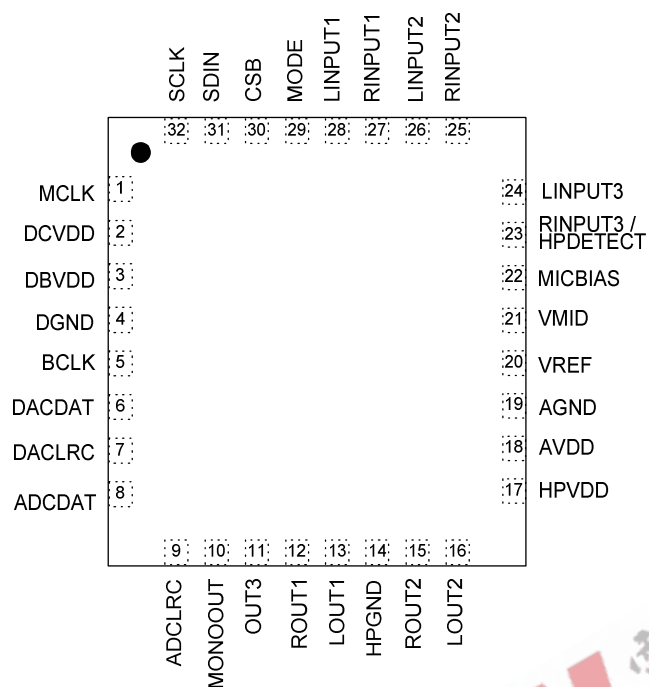 SCLK
SDIN
CSB
MODE
LINPUT1
RINPUT1
LINPUT2
RINPUT2
32
31
30
29
28
27
26
25
MCLK 1
DCVDD 2
DBVDD 3
DGND 4
BCLK 5
DACDAT 6
DACLRC 7
ADCDAT 8
24 LINPUT3
23 RINPUT3 /
HPDETECT
22 MICBIAS
21 VMID
20 VREF
19 AGND
18 AVDD
17 HPVDD
9
10
11
12
13
14
15
16
ADCLRC
MONOOUT
OUT3
ROUT1
LOUT1
HPGND
ROUT2
LOUT2